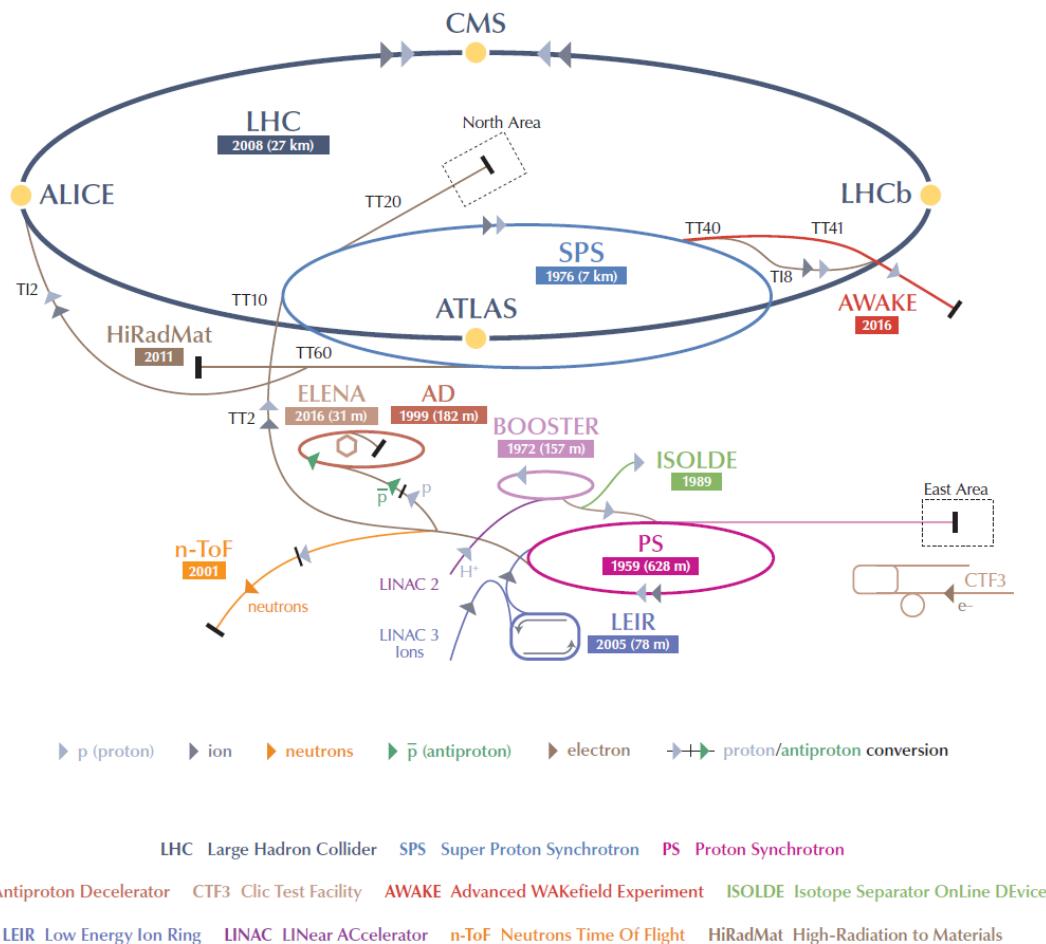 CMS
LHC
2008 (27 km)
North Area
ALICE
LHCb
TT20
TT40
TT41
SPS
1976 (7 km)
TI8
TI2
TT10
ATLAS
AWAKE
2016
HiRadMat
2011
TT60
ELENA
2016 (31 m)
AD
1999 (182 m)
TT2
BOOSTER
1972 (157 m)
ISOLDE
1989
p̅
p
East Area
n-ToF
2001
PS
1959 (628 m)
neutrons
LINAC 2
H⁺
CTF3
e–
LEIR
2005 (78 m)
LINAC 3
Ions
p (proton) ion neutrons p̅ (antiproton) electron proton/antiproton conversion
LHC Large Hadron Collider SPS Super Proton Synchrotron PS Proton Synchrotron
Antiproton Decelerator CTF3 Clic Test Facility AWAKE Advanced WAKefield Experiment ISOLDE Isotope Separator OnLine DEvice
LEIR Low Energy Ion Ring LINAC LINear ACcelerator n-ToF Neutrons Time Of Flight HiRadMat High-Radiation to Materials